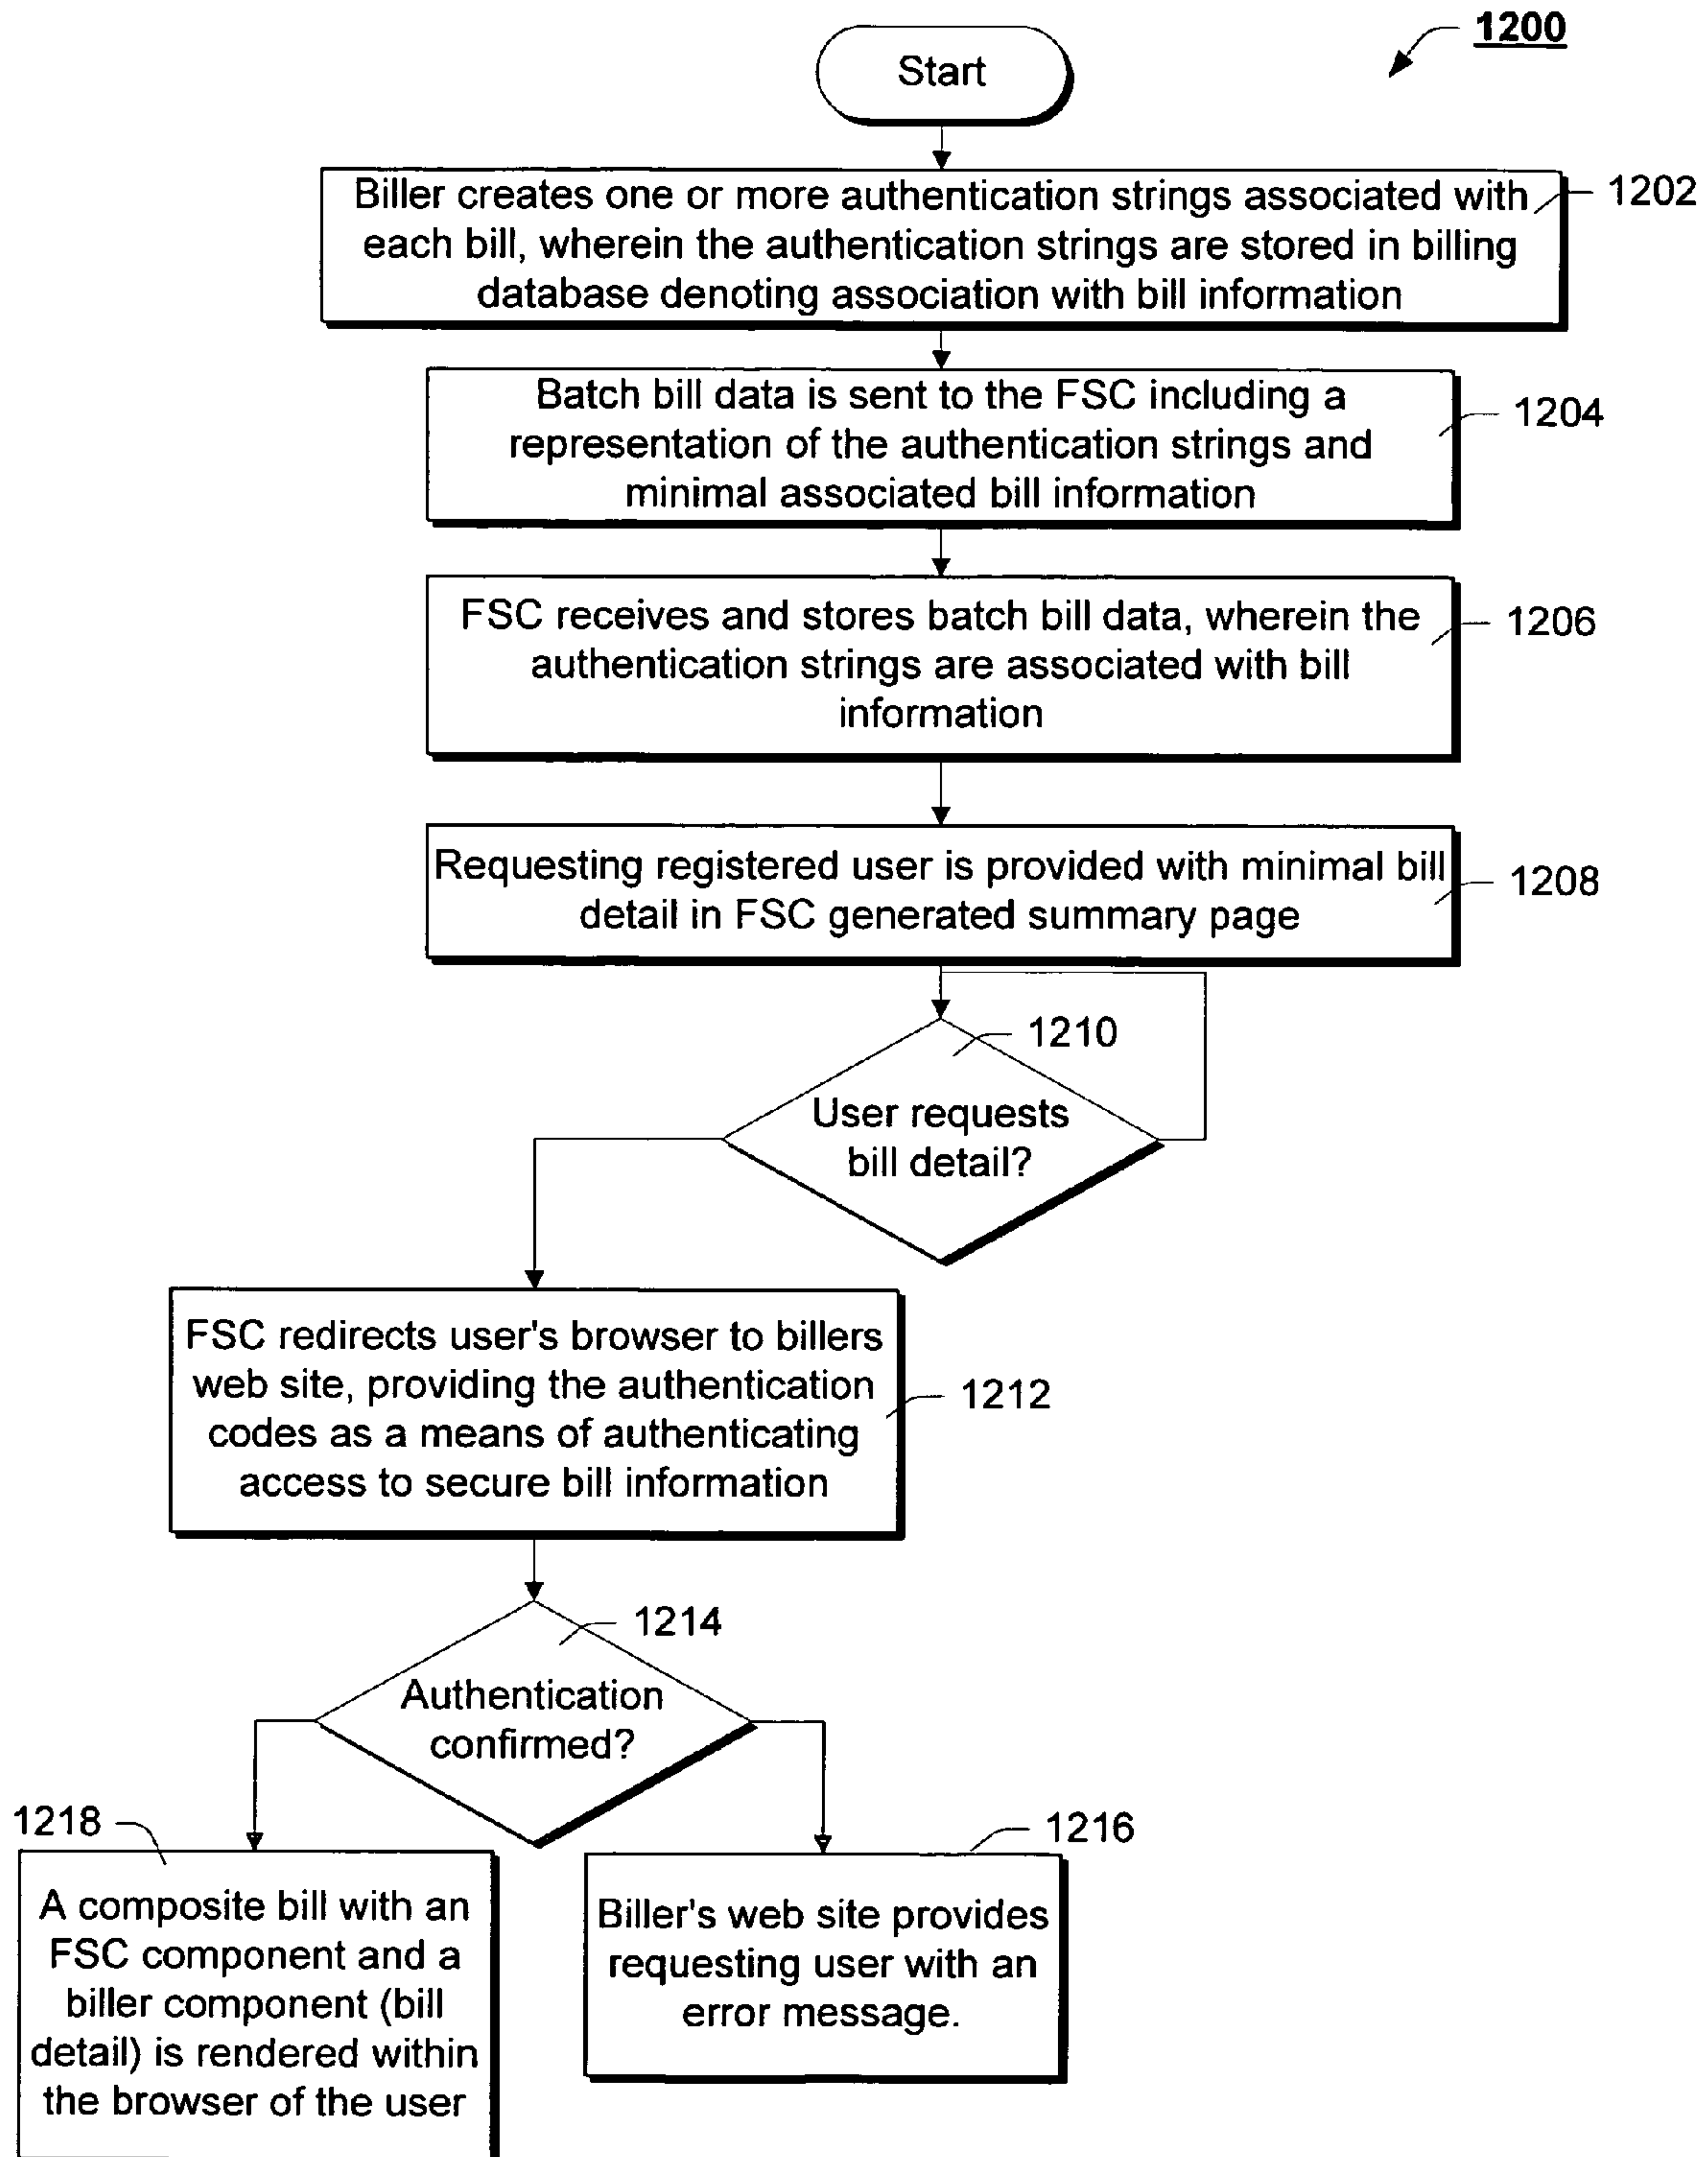 1200
Start
Biller creates one or more authentication strings associated with
each bill, wherein the authentication strings are stored in billing
database denoting association with bill information
1202
Batch bill data is sent to the FSC including a
representation of the authentication strings and
minimal associated bill information
1204
FSC receives and stores batch bill data, wherein the
authentication strings are associated with bill
information
1206
Requesting registered user is provided with minimal bill
detail in FSC generated summary page
1208
1210
User requests
bill detail?
FSC redirects user's browser to billers
web site, providing the authentication
codes as a means of authenticating
access to secure bill information
1212
1214
Authentication
confirmed?
1218
A composite bill with an
FSC component and a
biller component (bill
detail) is rendered within
the browser of the user
1216
Biller's web site provides
requesting user with an
error message.